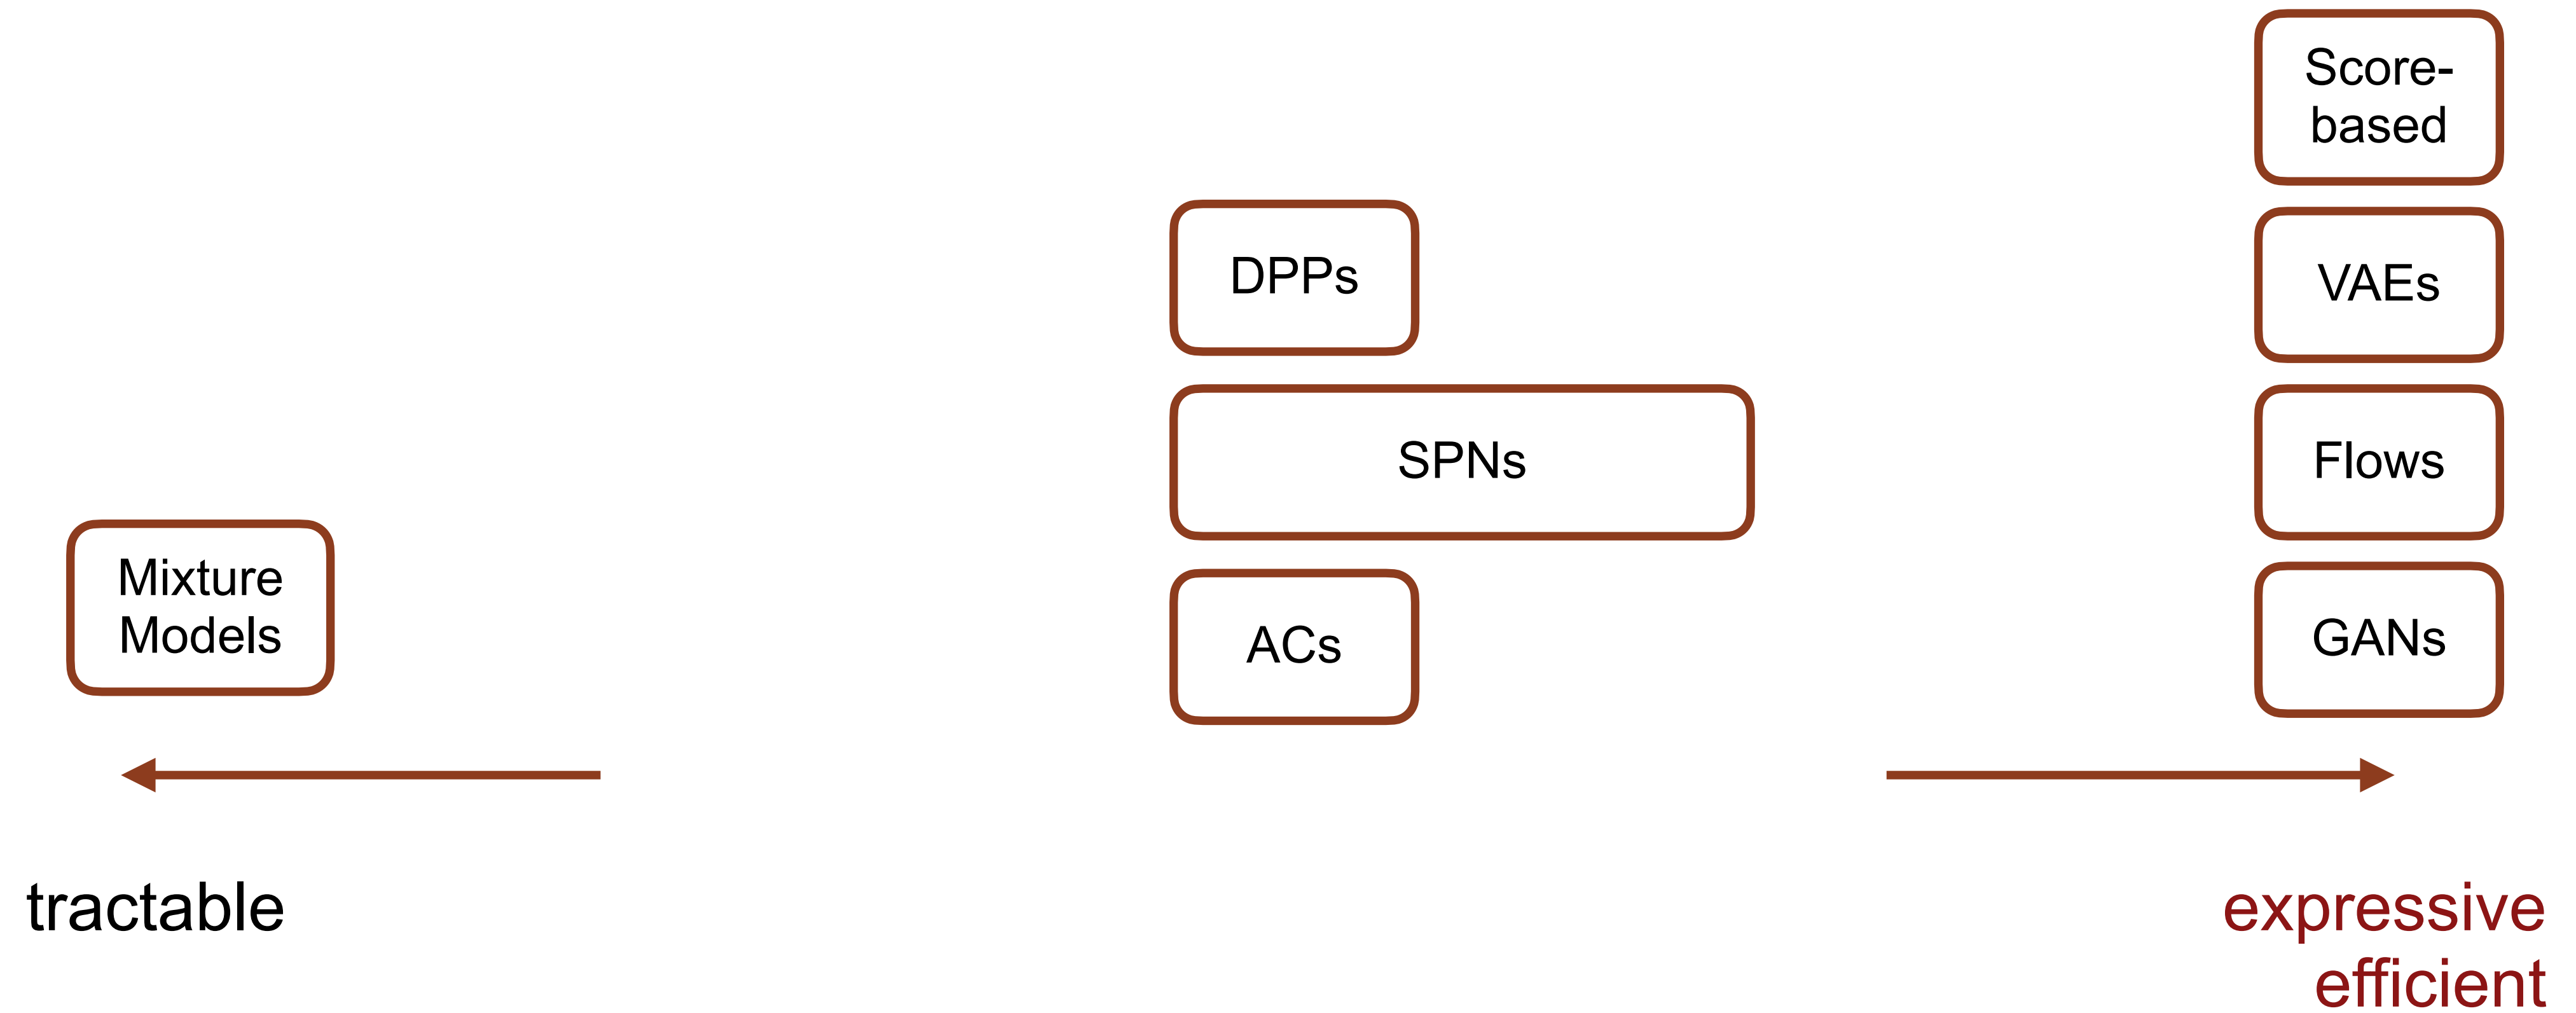 Score-
based
DPPs
VAEs
SPNs
Flows
Mixture
Models
ACs
GANs
tractable
expressive
efficient